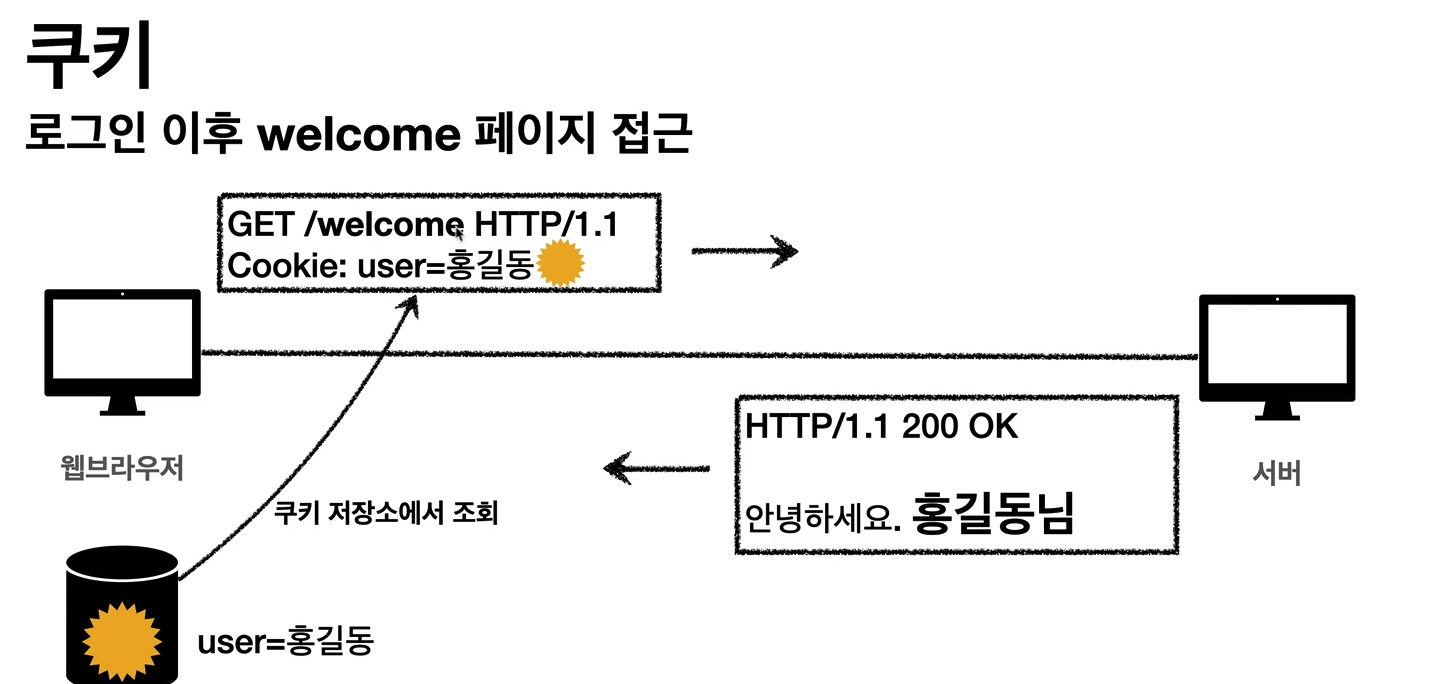 쿠키
로그인 이후 welcome 페이지 접근
GET /welcome HTTP/1.1
Cookie: user=홍길동
웹브라우저
서버
HTTP/1.1 200 OK
안녕하세요. 홍길동님
쿠키 저장소에서 조회
user=홍길동